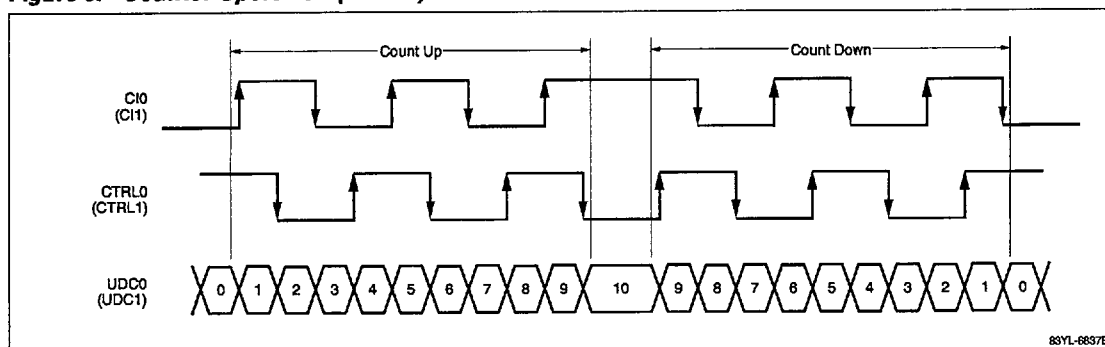 Count Up
Count Down
CI0
(CI1)
CTRL0
(CTRL1)
UDC0
(UDC1)
0 1 2 3 4 5 6 7 8 9 10 9 8 7 6 5 4 3 2 1 0
83YL-6837B